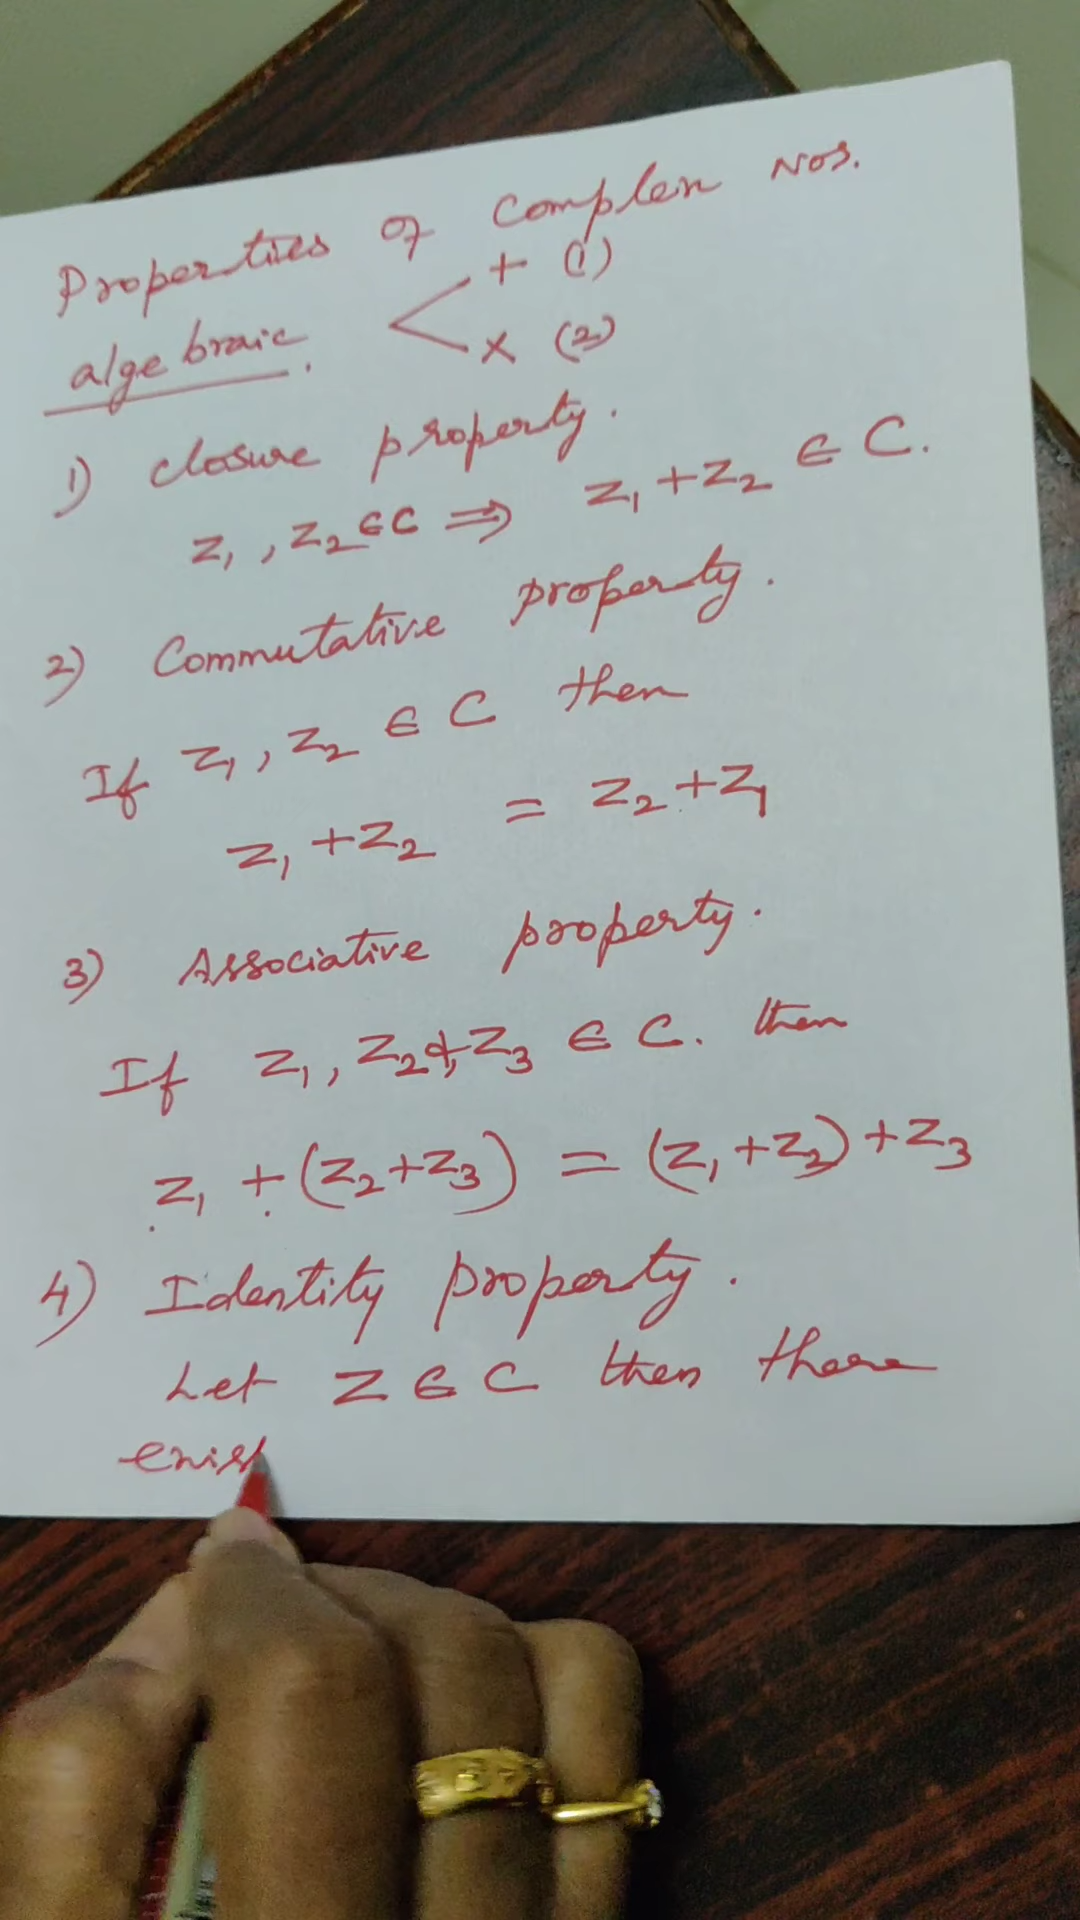 Properties of Complex Nos.
algebraic. < + (1)
× (2)
1) closure property.
z₁, z₂ ∈ C ⇒ z₁ + z₂ ∈ C.
2) Commutative property.
If z₁, z₂ ∈ C then
z₁ + z₂ = z₂ + z₁
3) Associative property.
If z₁, z₂ & z₃ ∈ C. then
z₁ + (z₂ + z₃) = (z₁ + z₂) + z₃
4) Identity property.
Let z ∈ C then there
exist